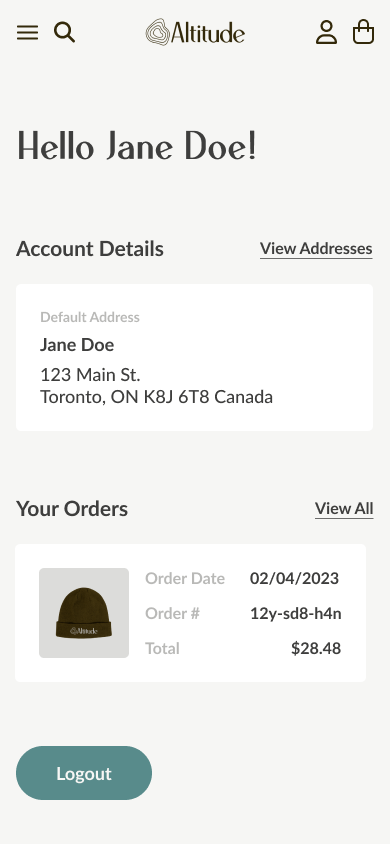 Altitude
Hello Jane Doe!
Account Details
View Addresses
Default Address
Jane Doe
123 Main St.
Toronto, ON K8J 6T8 Canada
Your Orders
View All
Altitude
Order Date 02/04/2023
Order # 12y-sd8-h4n
Total $28.48
Logout